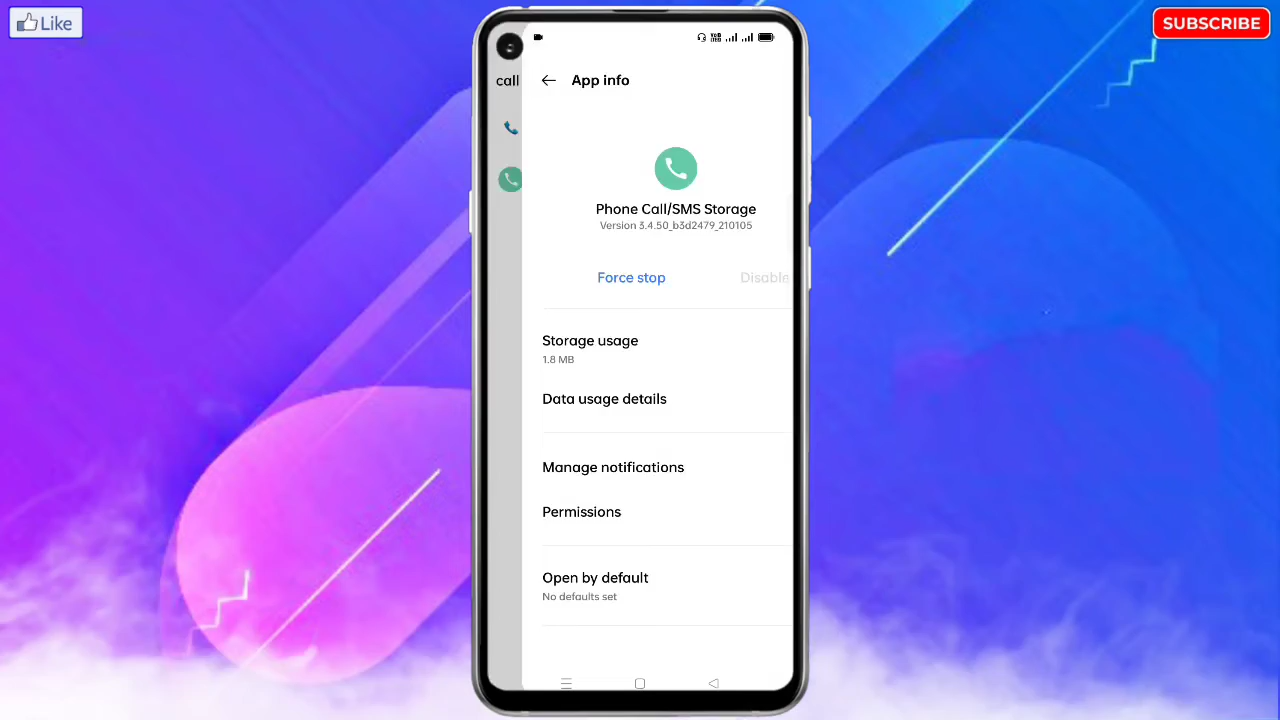 Like
SUBSCRIBE
call
App info
Phone Call/SMS Storage
Version 3.4.50_b3d2479_210105
Force stop
Disable
Storage usage
1.8 MB
Data usage details
Manage notifications
Permissions
Open by default
No defaults set